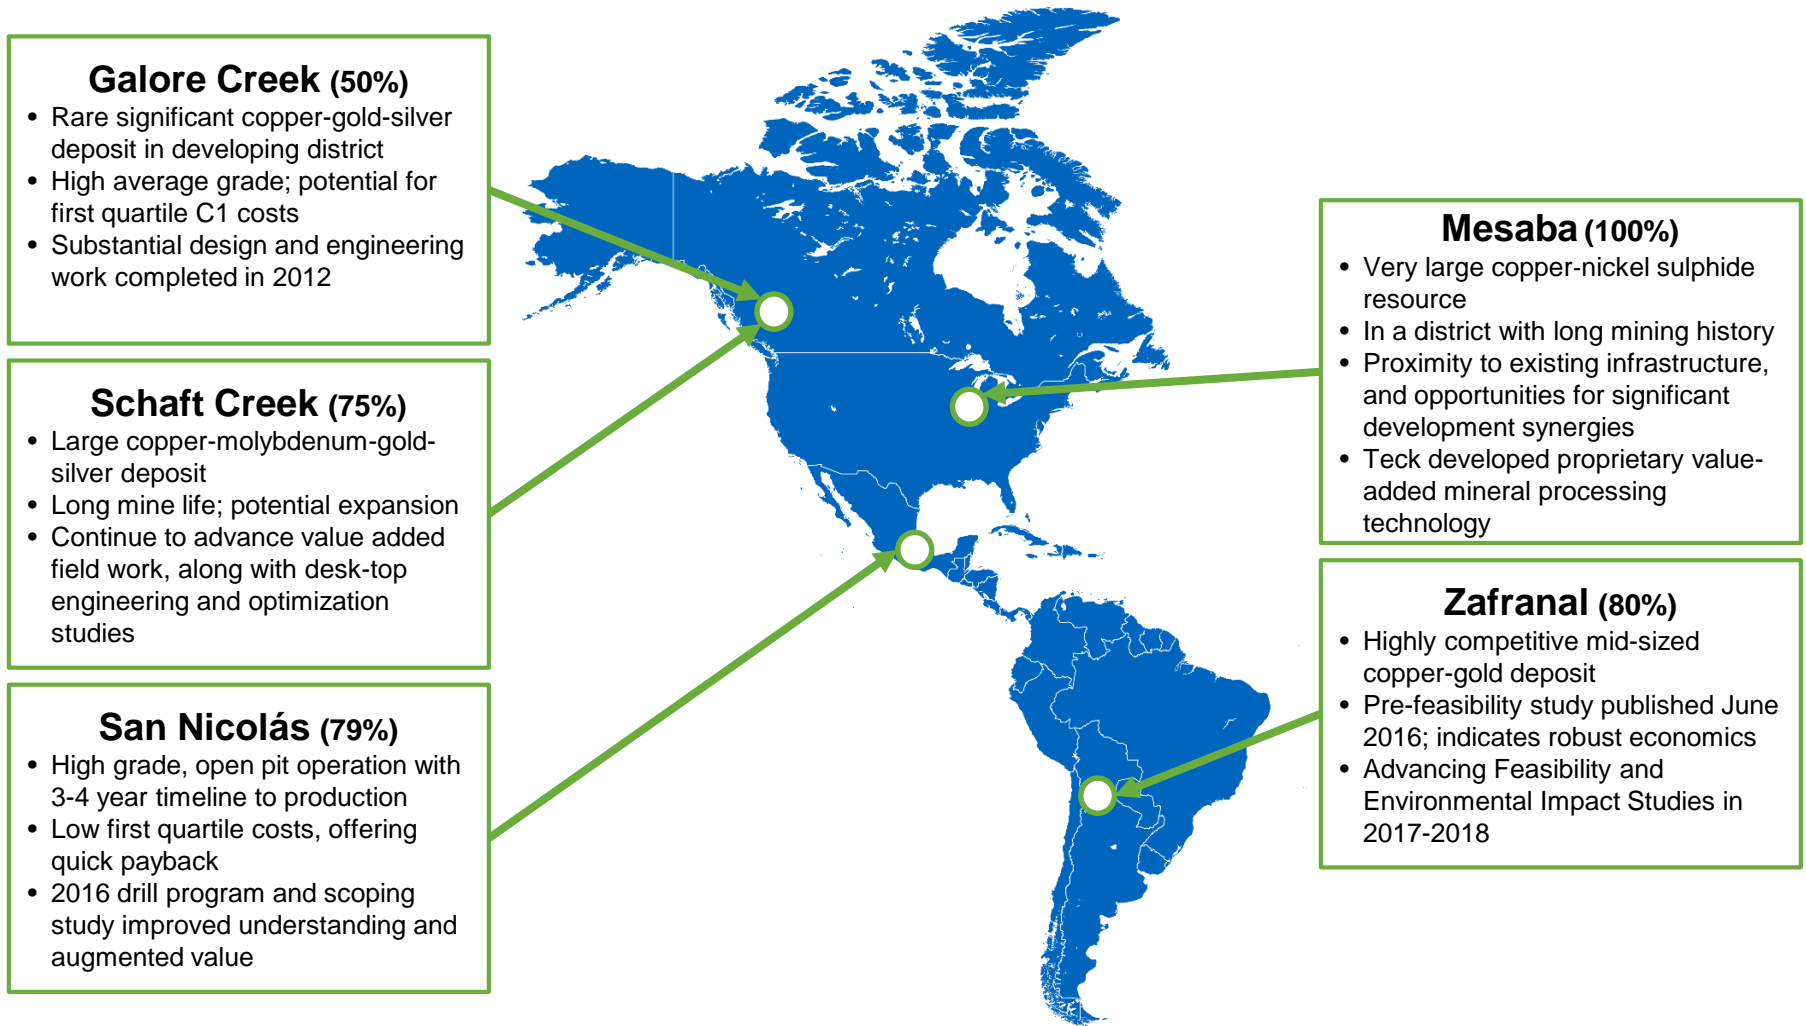 Galore Creek (50%)
• Rare significant copper-gold-silver
deposit in developing district
• High average grade; potential for
first quartile C1 costs
• Substantial design and engineering
work completed in 2012
Schaft Creek (75%)
• Large copper-molybdenum-gold-
silver deposit
• Long mine life; potential expansion
• Continue to advance value added
field work, along with desk-top
engineering and optimization
studies
San Nicolás (79%)
• High grade, open pit operation with
3-4 year timeline to production
• Low first quartile costs, offering
quick payback
• 2016 drill program and scoping
study improved understanding and
augmented value
Mesaba (100%)
• Very large copper-nickel sulphide
resource
• In a district with long mining history
• Proximity to existing infrastructure,
and opportunities for significant
development synergies
• Teck developed proprietary value-
added mineral processing
technology
Zafranal (80%)
• Highly competitive mid-sized
copper-gold deposit
• Pre-feasibility study published June
2016; indicates robust economics
• Advancing Feasibility and
Environmental Impact Studies in
2017-2018